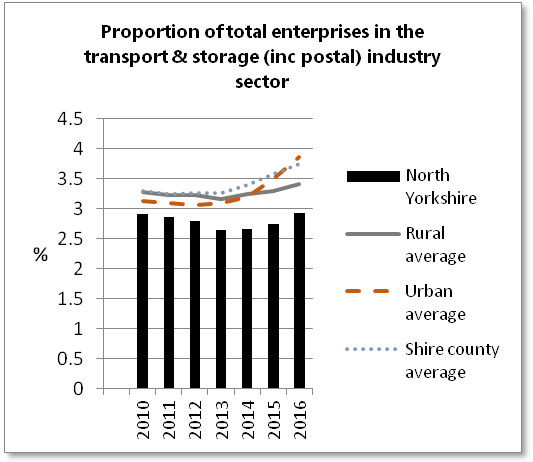 Proportion of total enterprises in the
transport & storage (inc postal) industry
sector
4.5
4
3.5
3
2.5
2
1.5
1
0.5
0
%
2010
2011
2012
2013
2014
2015
2016
North
Yorkshire
Rural
average
Urban
average
Shire county
average